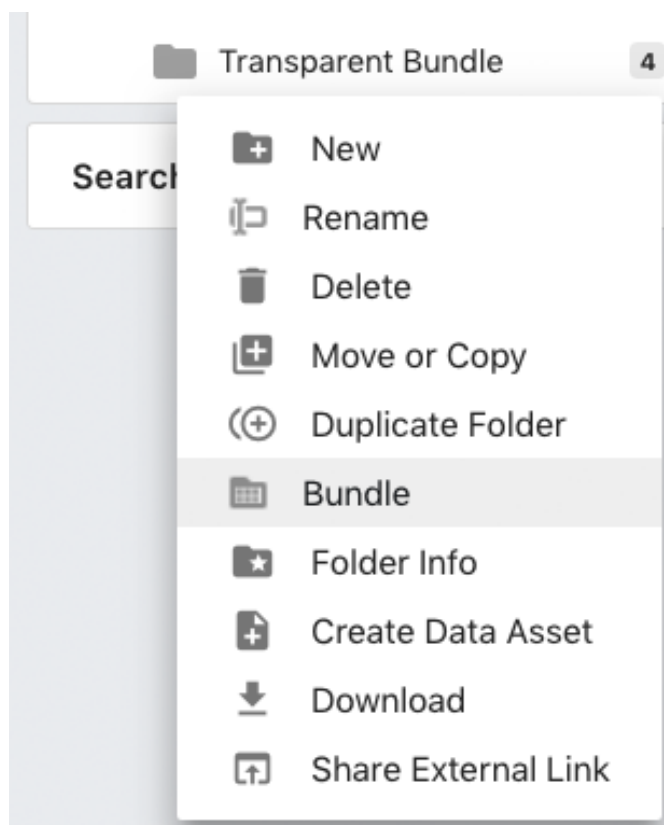 Transparent Bundle 4
Search
New
Rename
Delete
Move or Copy
Duplicate Folder
Bundle
Folder Info
Create Data Asset
Download
Share External Link